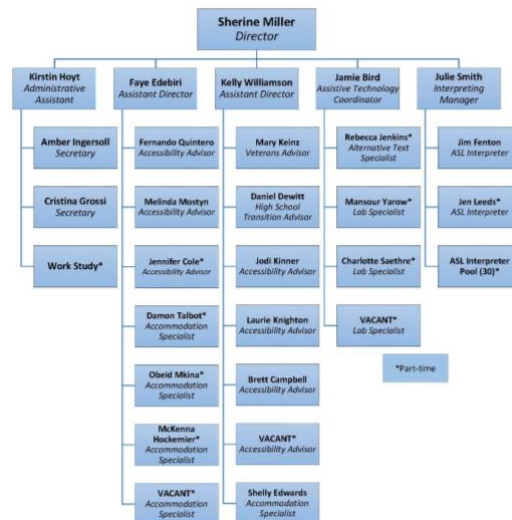 Sherine Miller
Director
Kirstin Hoyt
Administrative
Assistant
Amber Ingersoll
Secretary
Cristina Grossi
Secretary
Work Study*
Faye Edebiri
Assistant Director
Fernando Quintero
Accessibility Advisor
Melinda Mostyn
Accessibility Advisor
Jennifer Cole*
Accessibility Advisor
Damon Talbot*
Accommodation
Specialist
Obeid Mkina*
Accommodation
Specialist
McKenna
Hockemier*
Accommodation
Specialist
VACANT*
Accommodation
Specialist
Kelly Williamson
Assistant Director
Mary Keinz
Veterans Advisor
Daniel Dewitt
High School
Transition Advisor
Jodi Kinner
Accessibility Advisor
Laurie Knighton
Accessibility Advisor
Brett Campbell
Accessibility Advisor
VACANT*
Accessibility Advisor
Shelly Edwards
Accommodation
Specialist
Jamie Bird
Assistive Technology
Coordinator
Rebecca Jenkins*
Alternative Text
Specialist
Mansour Yarow*
Lab Specialist
Charlotte Saethre*
Lab Specialist
VACANT*
Lab Specialist
Julie Smith
Interpreting
Manager
Jim Fenton
ASL Interpreter
Jen Leeds*
ASL Interpreter
ASL Interpreter
Pool (30)*
*Part-time